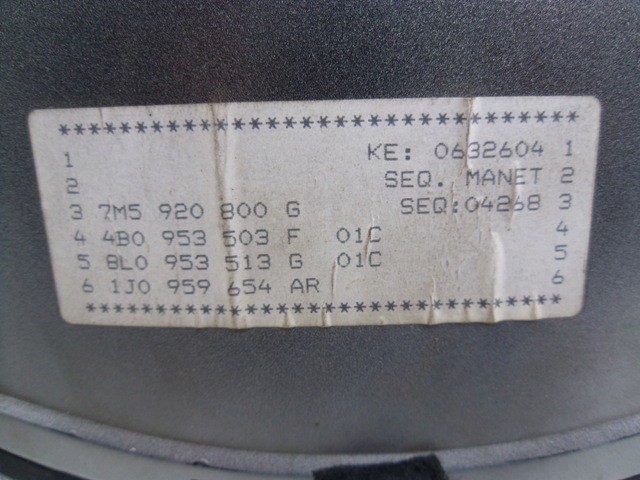 ************************************
1 KE: 0632604 1
2 SEQ. MANET 2
3 7M5 920 800 G SEQ:04268 3
4 4B0 953 503 F 01C 4
5 8L0 953 513 G 01C 5
6 1J0 959 654 AR 6
************************************